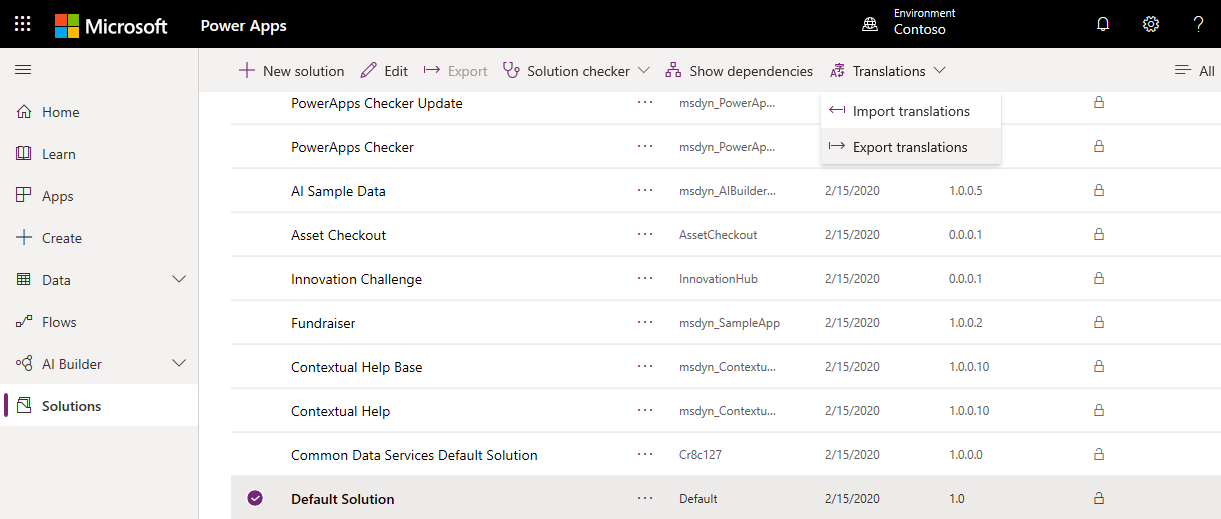 Microsoft Power Apps
Environment
Contoso
?
New solution Edit Export Solution checker Show dependencies Translations All
Import translations
Export translations
Home
Learn
Apps
Create
Data
Flows
AI Builder
Solutions
PowerApps Checker Update ··· msdyn_PowerAp...
PowerApps Checker ··· msdyn_PowerAp...
AI Sample Data ··· msdyn_AIBuilder... 2/15/2020 1.0.0.5
Asset Checkout ··· AssetCheckout 2/15/2020 0.0.0.1
Innovation Challenge ··· InnovationHub 2/15/2020 0.0.0.1
Fundraiser ··· msdyn_SampleApp 2/15/2020 1.0.0.2
Contextual Help Base ··· msdyn_Contextu... 2/15/2020 1.0.0.10
Contextual Help ··· msdyn_Contextu... 2/15/2020 1.0.0.10
Common Data Services Default Solution ··· Cr8c127 2/15/2020 1.0.0.0
Default Solution ··· Default 2/15/2020 1.0